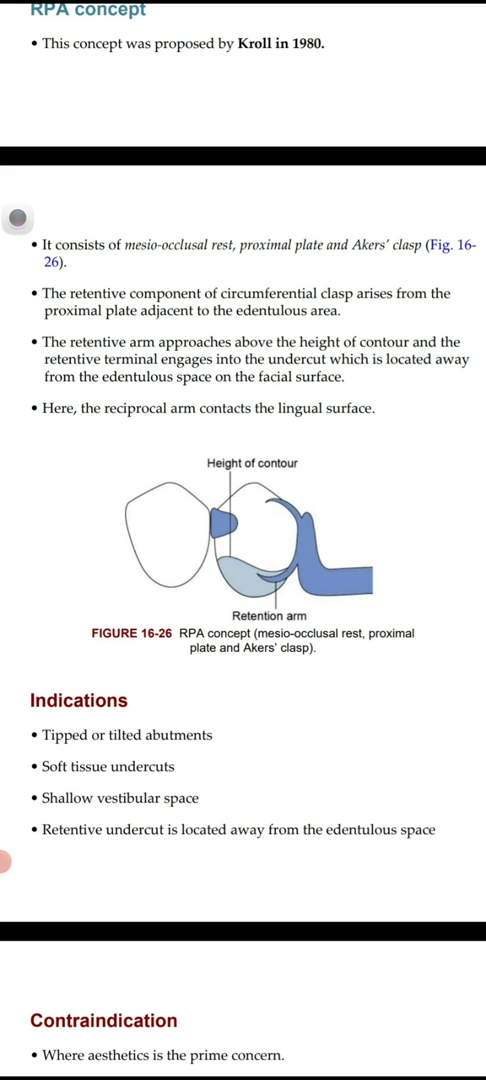 RPA concept
• This concept was proposed by Kroll in 1980.
• It consists of mesio-occlusal rest, proximal plate and Akers’ clasp (Fig. 16-
26).
• The retentive component of circumferential clasp arises from the
proximal plate adjacent to the edentulous area.
• The retentive arm approaches above the height of contour and the
retentive terminal engages into the undercut which is located away
from the edentulous space on the facial surface.
• Here, the reciprocal arm contacts the lingual surface.
Height of contour
Retention arm
FIGURE 16-26 RPA concept (mesio-occlusal rest, proximal
plate and Akers’ clasp).
Indications
• Tipped or tilted abutments
• Soft tissue undercuts
• Shallow vestibular space
• Retentive undercut is located away from the edentulous space
Contraindication
• Where aesthetics is the prime concern.